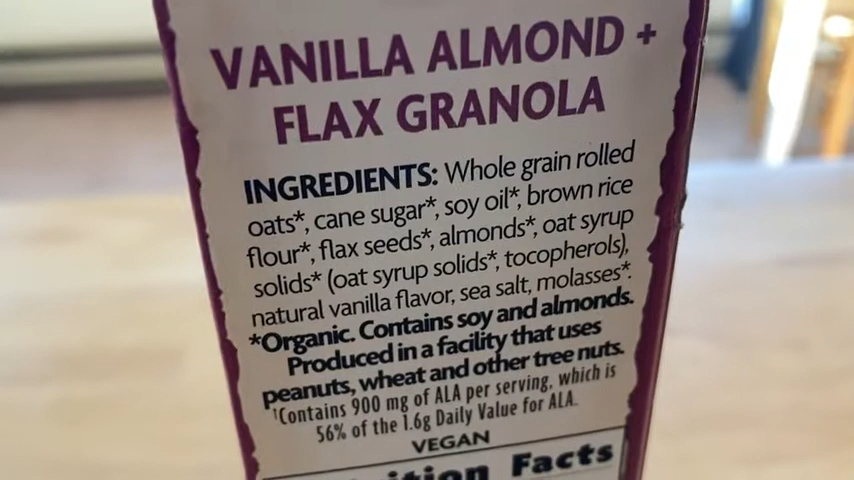 VANILLA ALMOND +
FLAX GRANOLA
INGREDIENTS: Whole grain rolled
oats*, cane sugar*, soy oil*, brown rice
flour*, flax seeds*, almonds*, oat syrup
solids* (oat syrup solids*, tocopherols),
natural vanilla flavor, sea salt, molasses*.
*Organic. Contains soy and almonds.
Produced in a facility that uses
peanuts, wheat and other tree nuts.
†Contains 900 mg of ALA per serving, which is
56% of the 1.6g Daily Value for ALA.
VEGAN
Facts